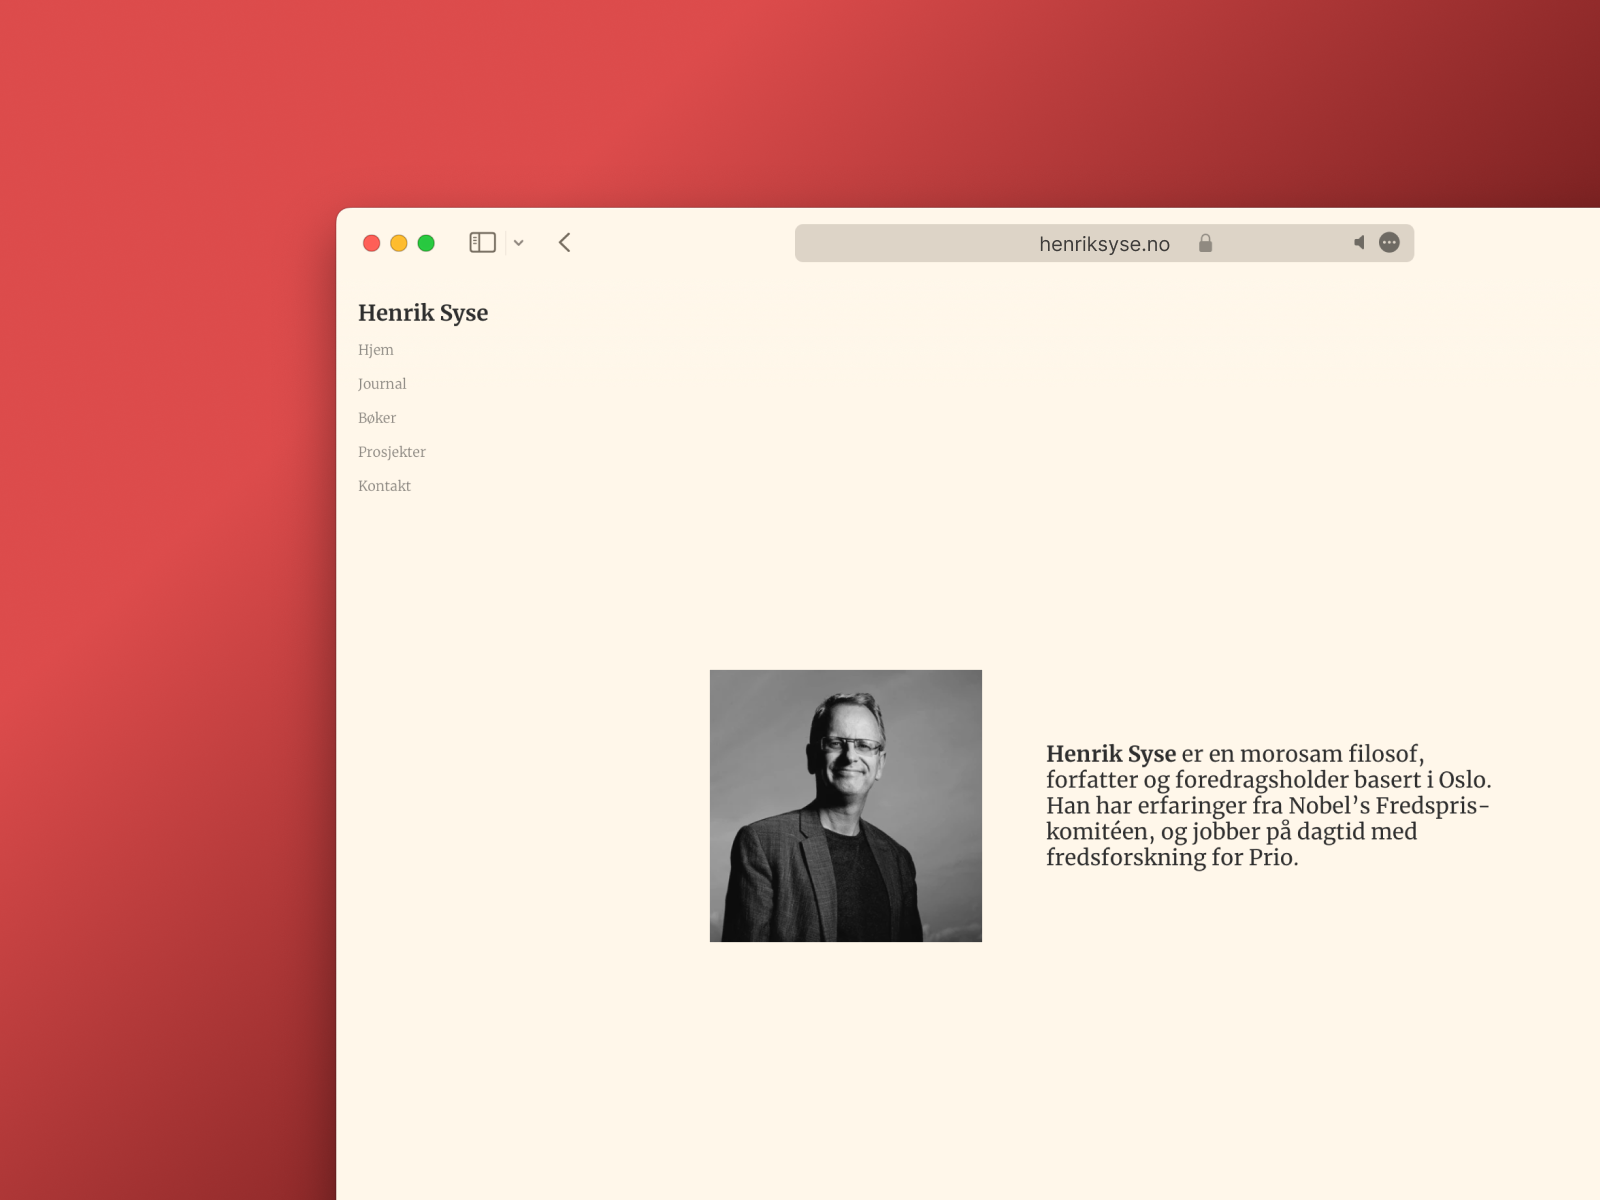 henriksyse.no
Henrik Syse
Hjem
Journal
Bøker
Prosjekter
Kontakt
Henrik Syse er en morosam filosof,
forfatter og foredragsholder basert i Oslo.
Han har erfaringer fra Nobel’s Fredspris-
komitéen, og jobber på dagtid med
fredsforskning for Prio.